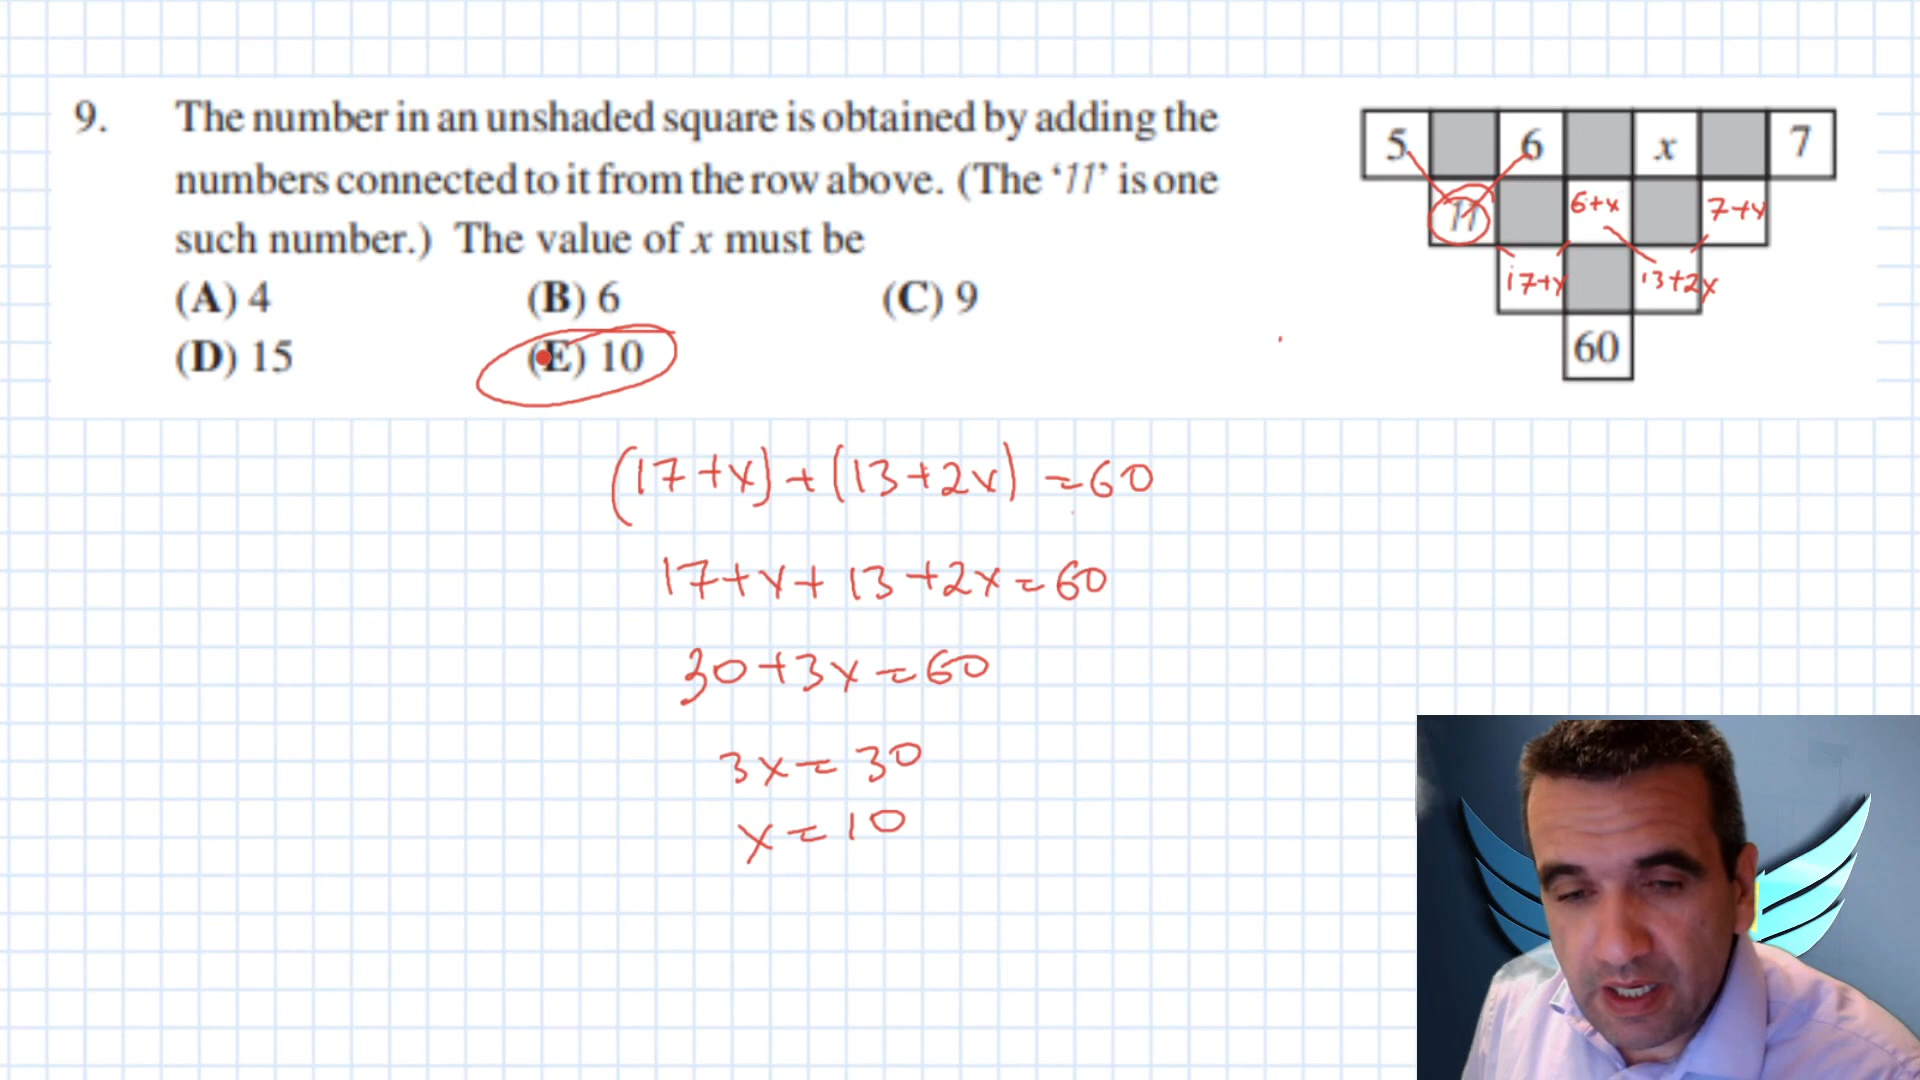 9. The number in an unshaded square is obtained by adding the
numbers connected to it from the row above. (The ‘11’ is one
such number.) The value of x must be
(A) 4 (B) 6 (C) 9
(D) 15 (E) 10
5 6 x 7
11 6+x 7+x
17+x 13+2x
60
(17+x)+(13+2x)=60
17+x+13+2x=60
30+3x=60
3x=30
x=10